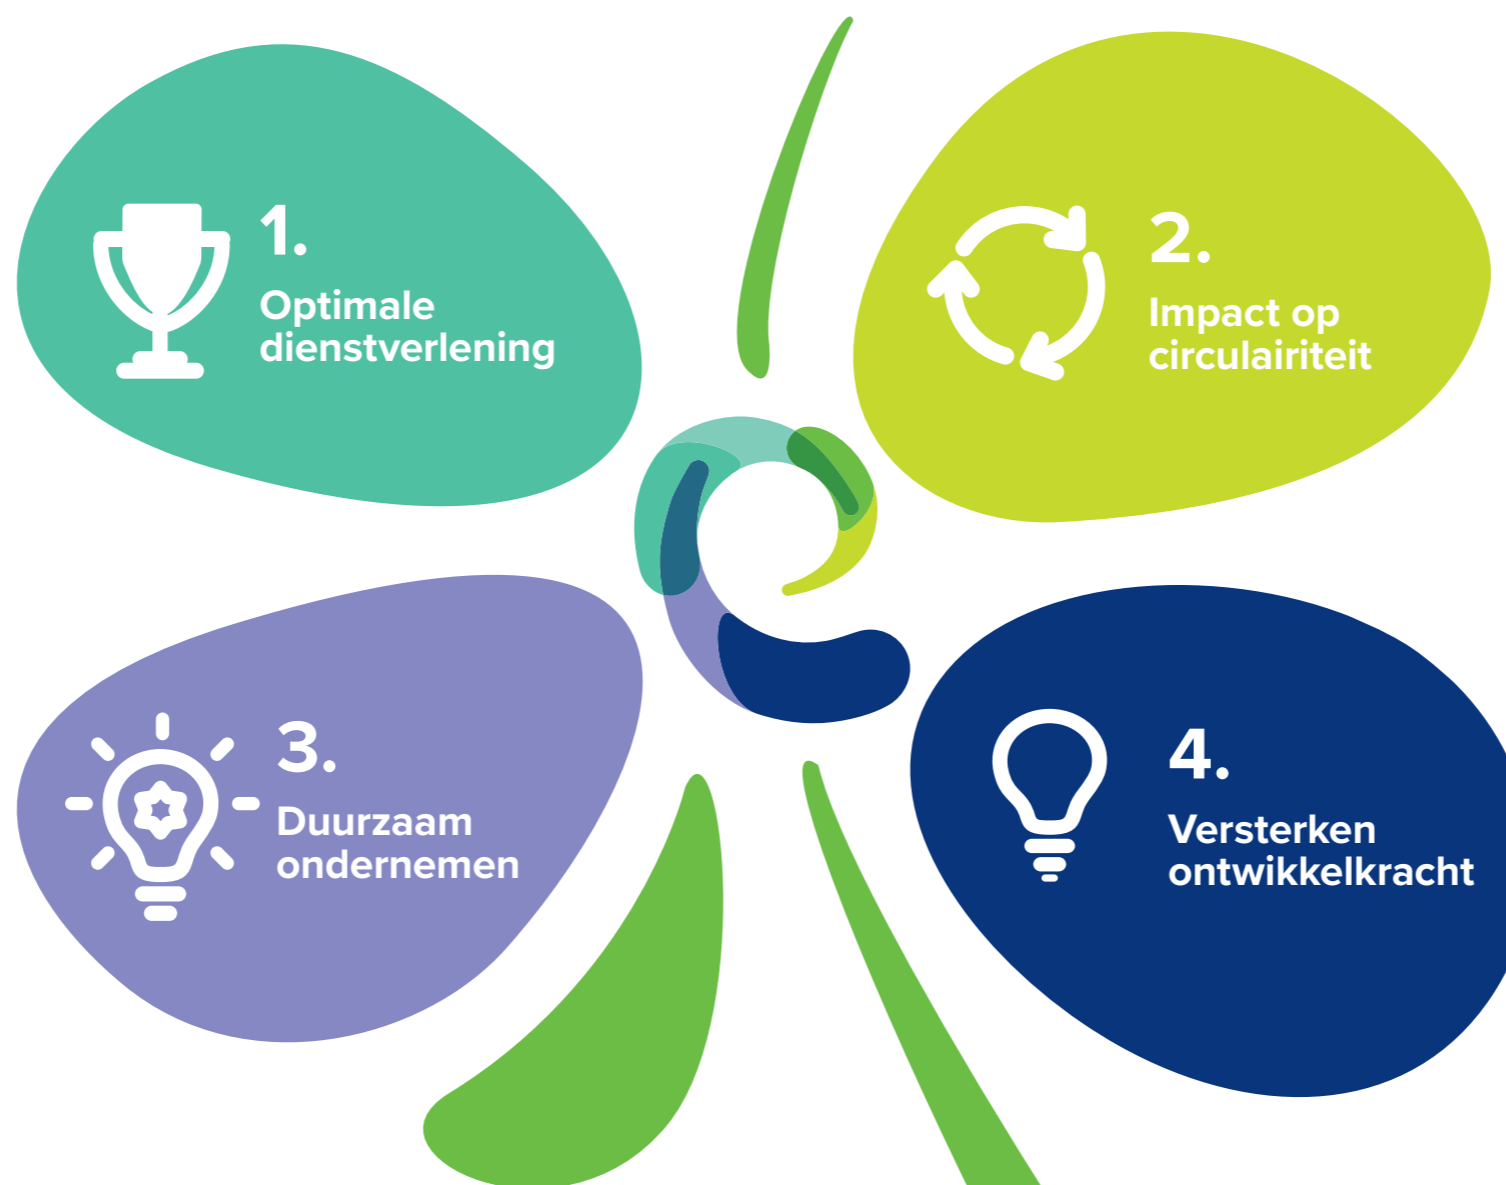 1.
Optimale
dienstverlening
2.
Impact op
circulairiteit
3.
Duurzaam
ondernemen
4.
Versterken
ontwikkelkracht